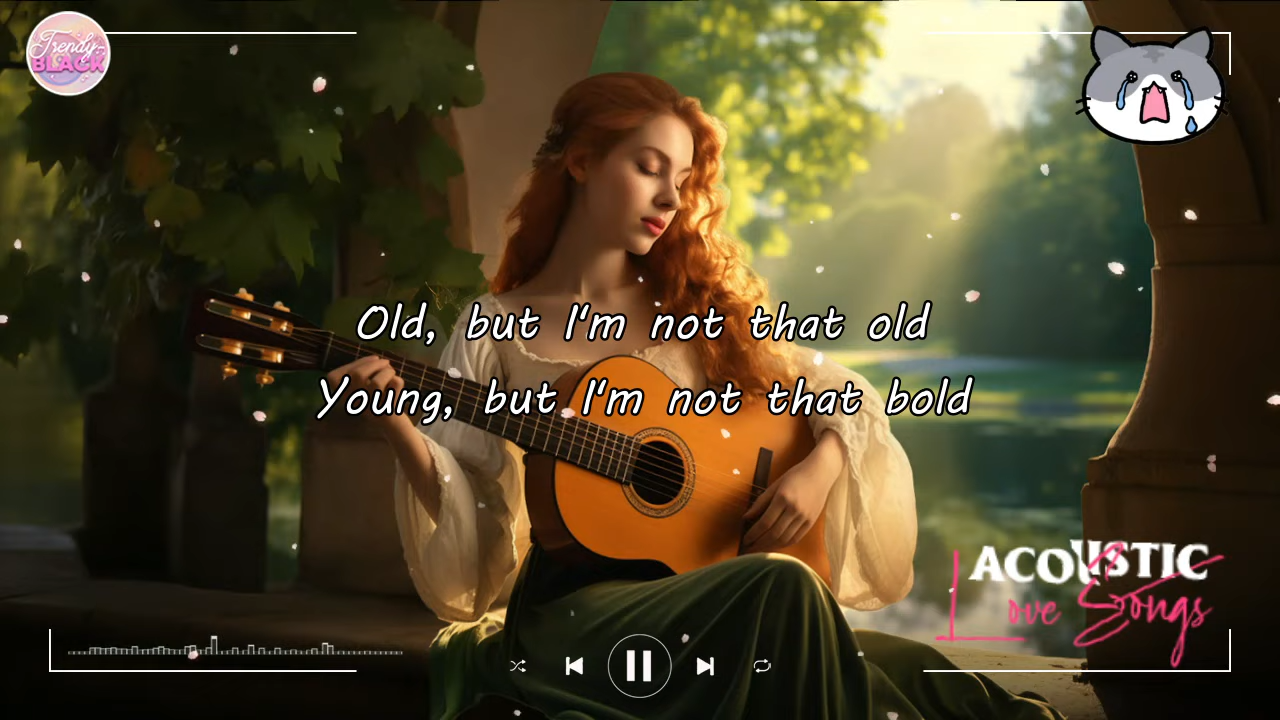 Trendy
BLACK
Old, but I'm not that old
Young, but I'm not that bold
ACOUSTIC
Love Songs